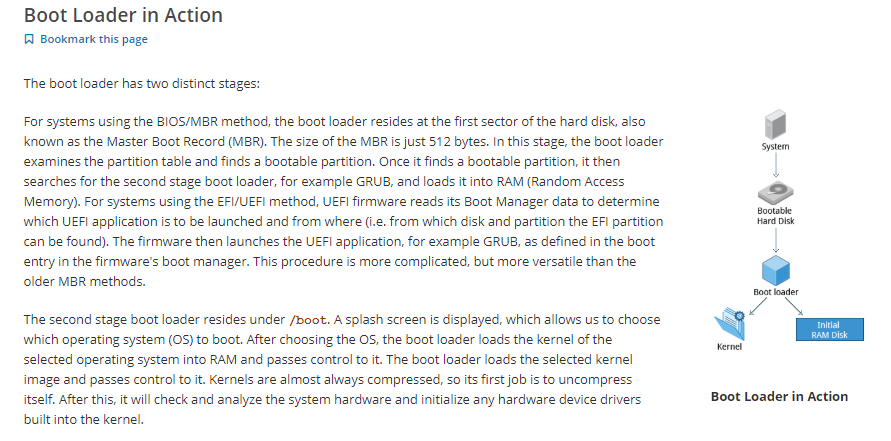 Boot Loader in Action
Bookmark this page
The boot loader has two distinct stages:
For systems using the BIOS/MBR method, the boot loader resides at the first sector of the hard disk, also
known as the Master Boot Record (MBR). The size of the MBR is just 512 bytes. In this stage, the boot loader
examines the partition table and finds a bootable partition. Once it finds a bootable partition, it then
searches for the second stage boot loader, for example GRUB, and loads it into RAM (Random Access
Memory). For systems using the EFI/UEFI method, UEFI firmware reads its Boot Manager data to determine
which UEFI application is to be launched and from where (i.e. from which disk and partition the EFI partition
can be found). The firmware then launches the UEFI application, for example GRUB, as defined in the boot
entry in the firmware's boot manager. This procedure is more complicated, but more versatile than the
older MBR methods.
The second stage boot loader resides under /boot. A splash screen is displayed, which allows us to choose
which operating system (OS) to boot. After choosing the OS, the boot loader loads the kernel of the
selected operating system into RAM and passes control to it. The boot loader loads the selected kernel
image and passes control to it. Kernels are almost always compressed, so its first job is to uncompress
itself. After this, it will check and analyze the system hardware and initialize any hardware device drivers
built into the kernel.
System
Bootable
Hard Disk
Boot loader
Kernel
Initial
RAM Disk
Boot Loader in Action